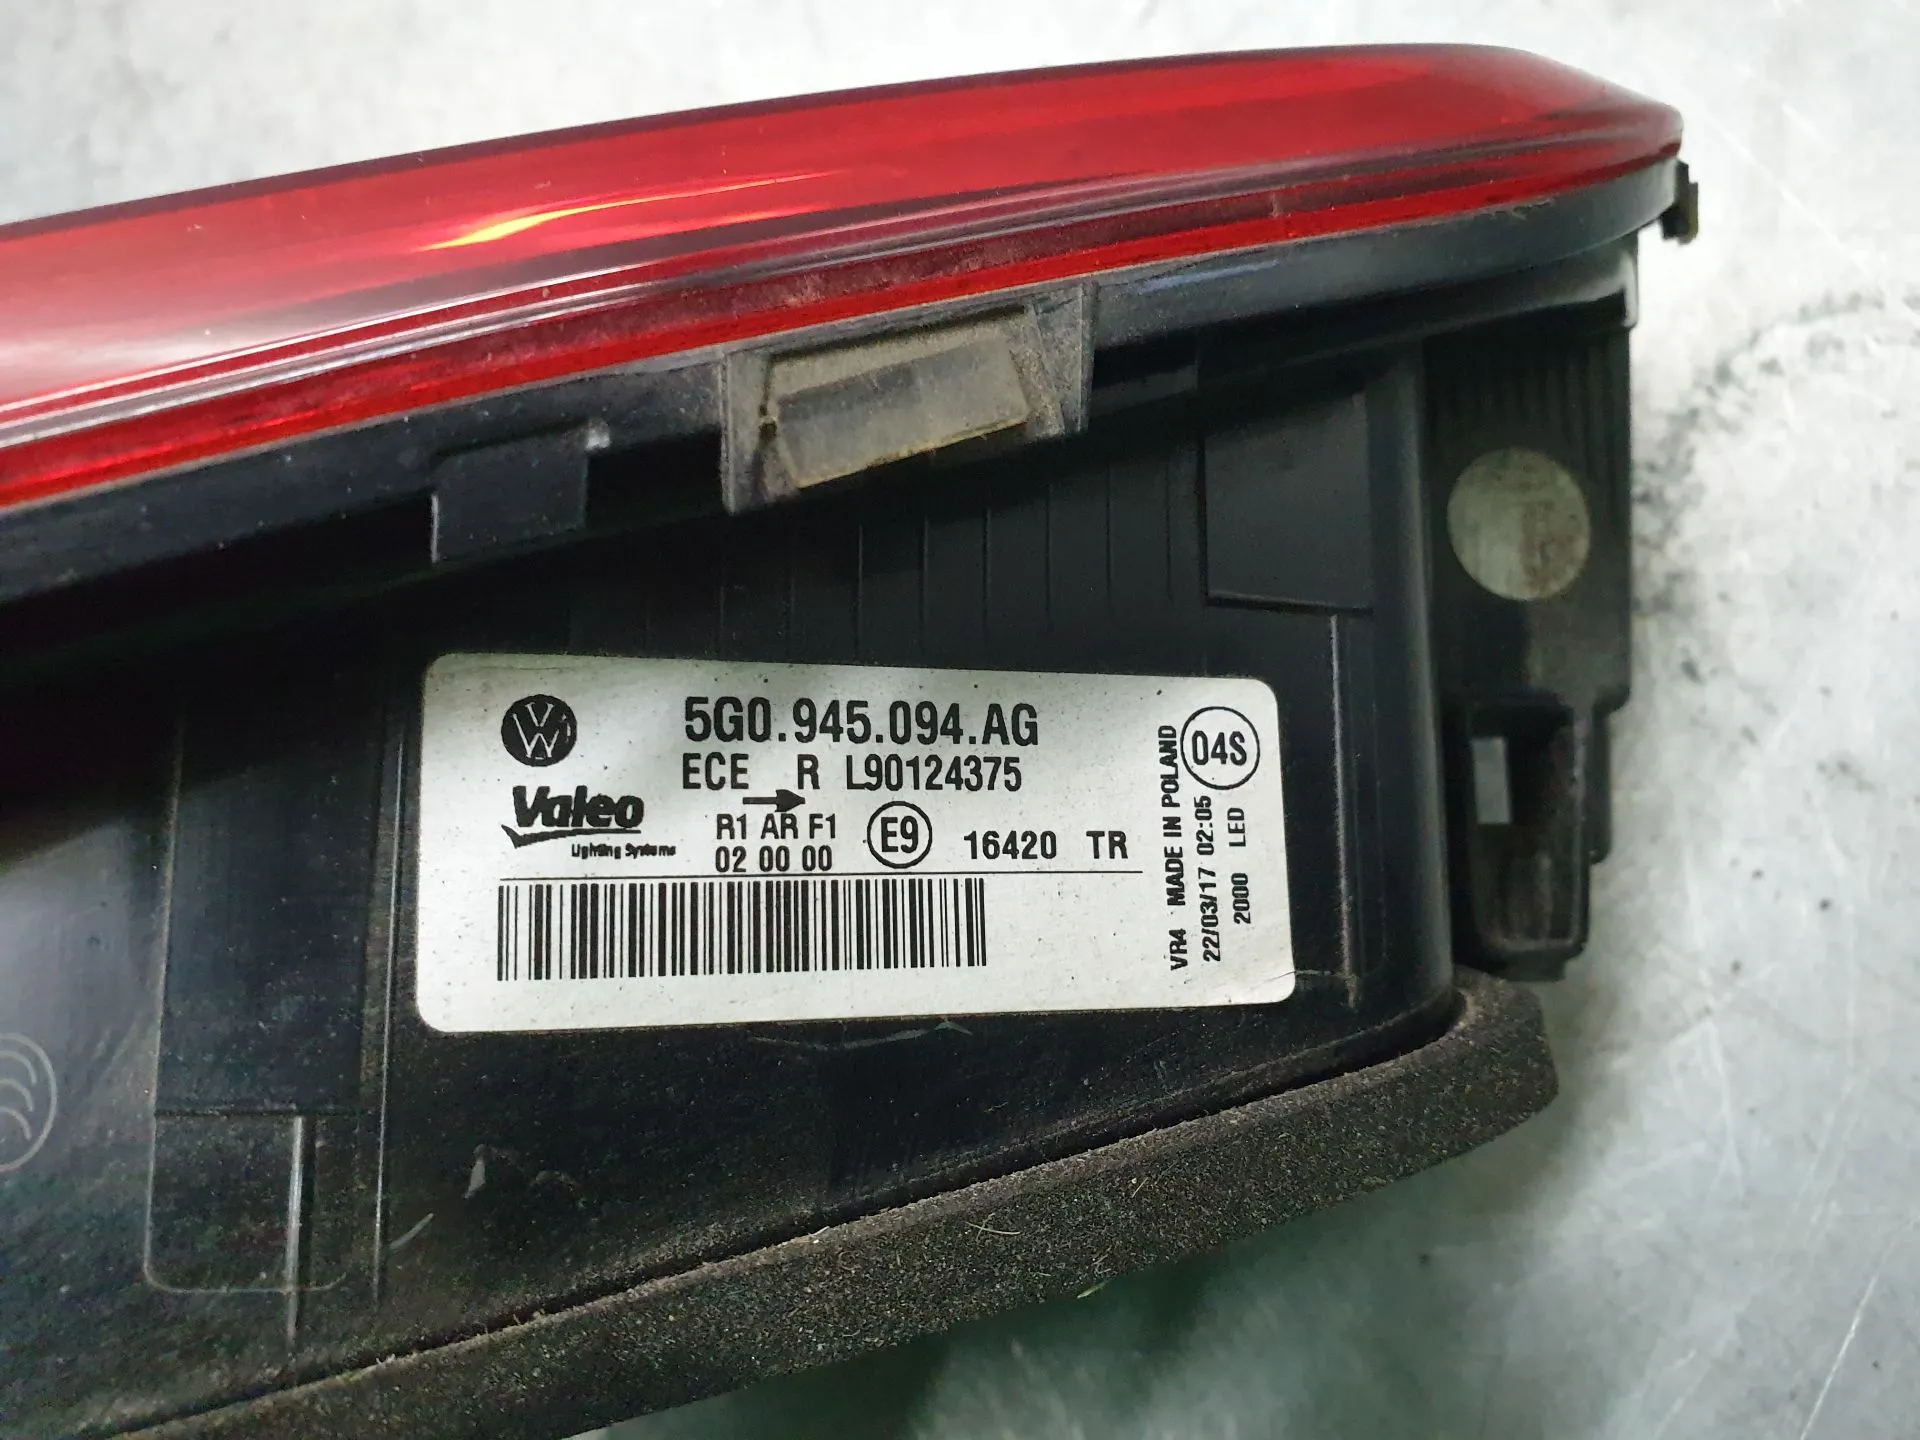 5G0.945.094.AG
ECE R L90124375
Valeo
Lighting Systems
R1 AR F1
02 00 00
E9
16420 TR
04S
VR4 MADE IN POLAND
22/03/17 02:05
2000 LED